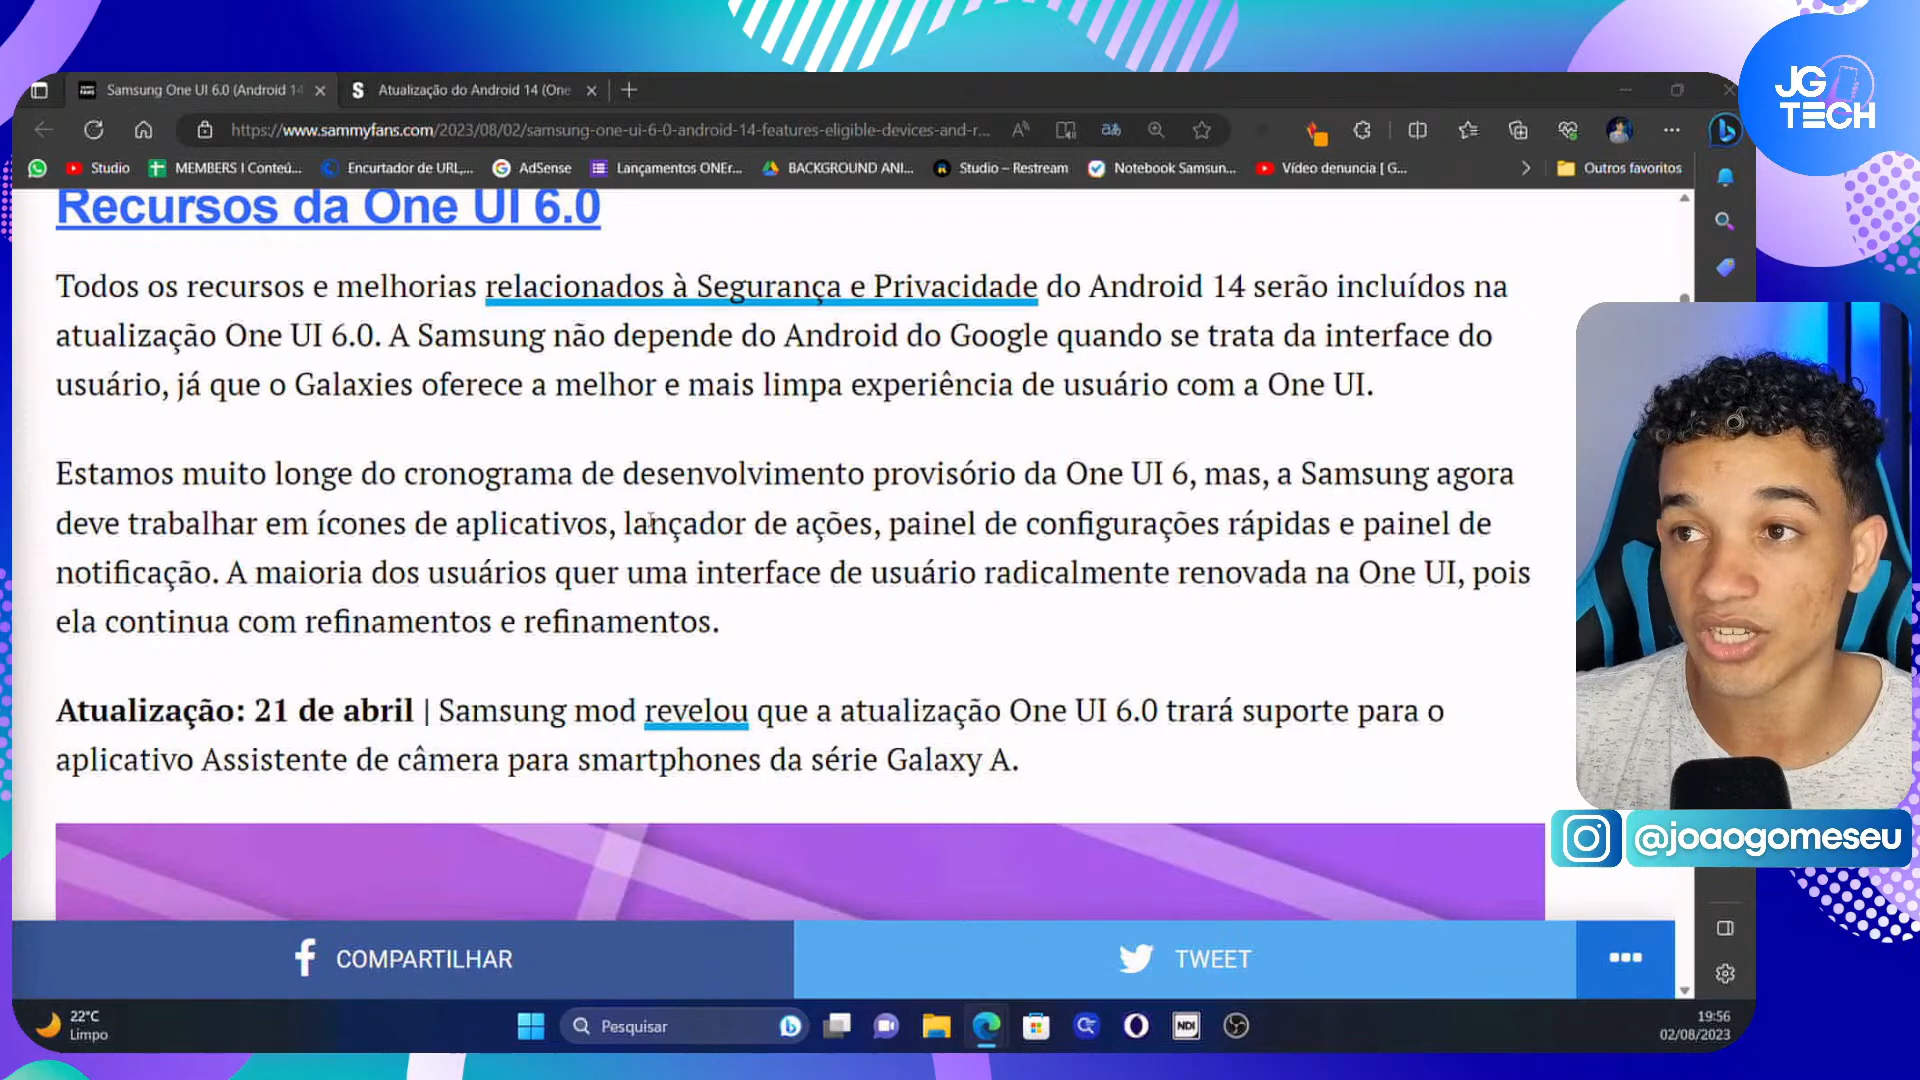 JG
TECH
Samsung One UI 6.0 (Android 14
S
Atualização do Android 14 (One
https://www.sammyfans.com/2023/08/02/samsung-one-ui-6-0-android-14-features-eligible-devices-and-r...
Studio
MEMBERS I Conteú...
Encurtador de URL,...
AdSense
Lançamentos ONEr...
BACKGROUND ANI...
Studio – Restream
Notebook Samsun...
Vídeo denuncia [ G...
Outros favoritos
Recursos da One UI 6.0
Todos os recursos e melhorias relacionados à Segurança e Privacidade do Android 14 serão incluídos na
atualização One UI 6.0. A Samsung não depende do Android do Google quando se trata da interface do
usuário, já que o Galaxies oferece a melhor e mais limpa experiência de usuário com a One UI.
Estamos muito longe do cronograma de desenvolvimento provisório da One UI 6, mas, a Samsung agora
deve trabalhar em ícones de aplicativos, lançador de ações, painel de configurações rápidas e painel de
notificação. A maioria dos usuários quer uma interface de usuário radicalmente renovada na One UI, pois
ela continua com refinamentos e refinamentos.
Atualização: 21 de abril | Samsung mod revelou que a atualização One UI 6.0 trará suporte para o
aplicativo Assistente de câmera para smartphones da série Galaxy A.
@joaogomeseu
COMPARTILHAR
TWEET
22°C
Limpo
Pesquisar
NDI
19:56
02/08/2023